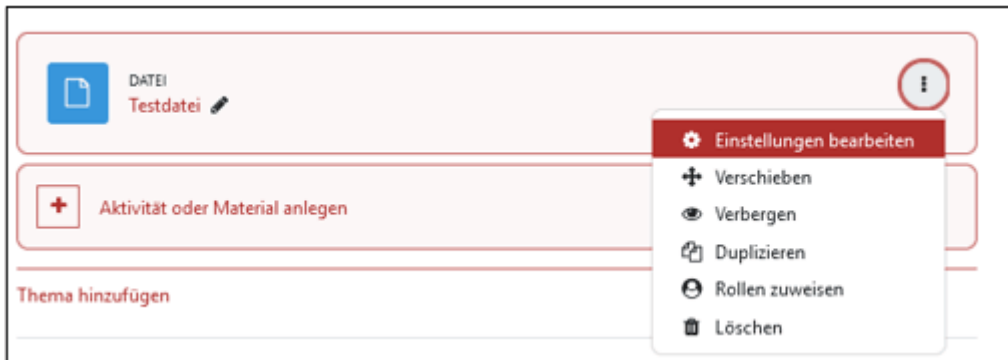 DATEI
Testdatei
Einstellungen bearbeiten
Verschieben
Verbergen
Duplizieren
Rollen zuweisen
Löschen
Aktivität oder Material anlegen
Thema hinzufügen